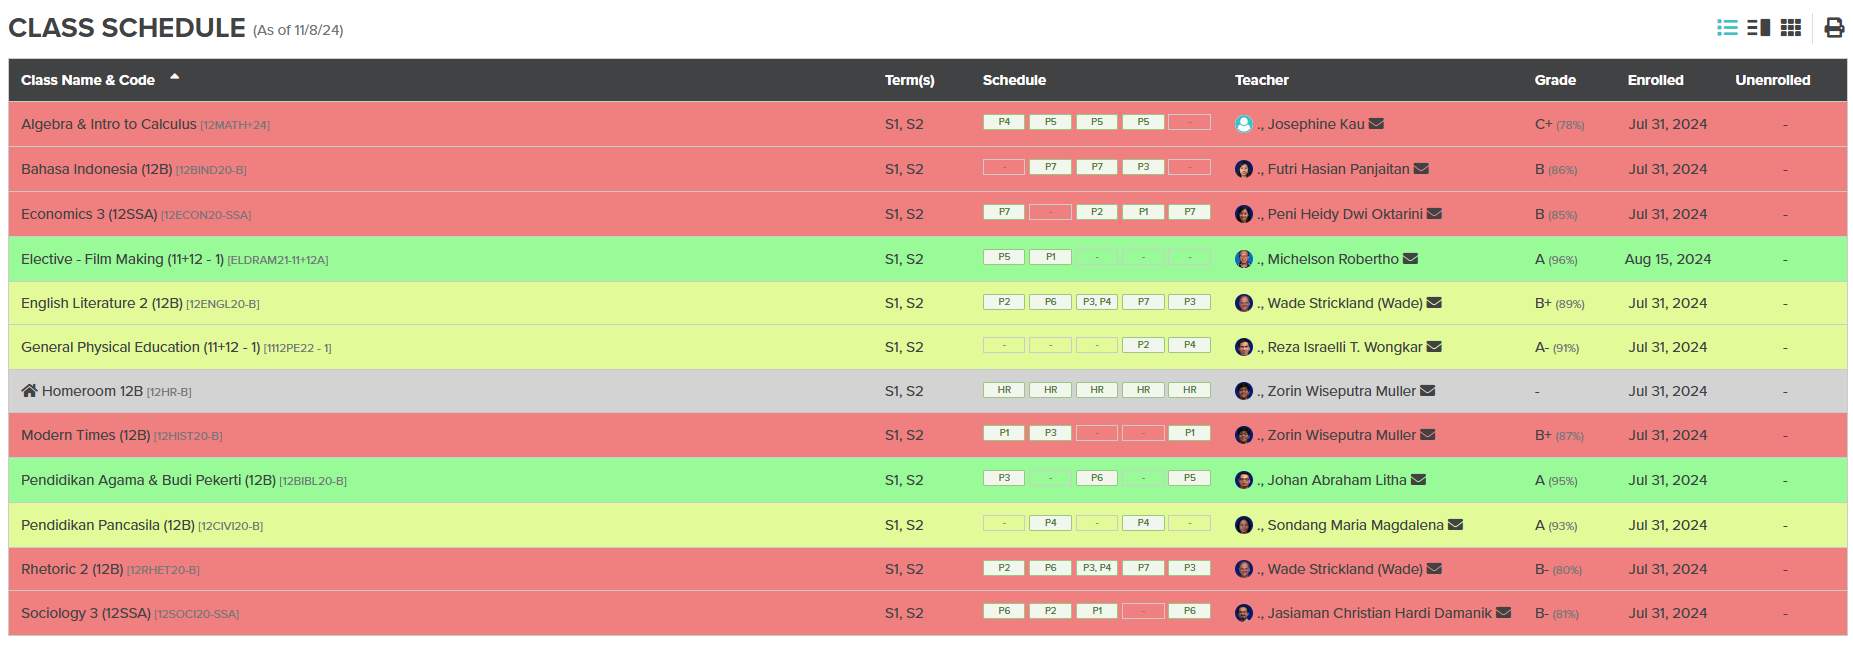 CLASS SCHEDULE (As of 11/8/24)
Class Name & Code Term(s) Schedule Teacher Grade Enrolled Unenrolled
Algebra & Intro to Calculus [12MATH+24] S1, S2 P4 P5 P5 P5 - ., Josephine Kau C+ (78%) Jul 31, 2024 -
Bahasa Indonesia (12B) [12BIND20-B] S1, S2 - P7 P7 P3 - ., Futri Hasian Panjaitan B (86%) Jul 31, 2024 -
Economics 3 (12SSA) [12ECON20-SSA] S1, S2 P7 - P2 P1 P7 ., Peni Heidy Dwi Oktarini B (85%) Jul 31, 2024 -
Elective - Film Making (11+12 - 1) [ELDRAM21-11+12A] S1, S2 P5 P1 - - - ., Michelson Robertho A (96%) Aug 15, 2024 -
English Literature 2 (12B) [12ENGL20-B] S1, S2 P2 P6 P3, P4 P7 P3 ., Wade Strickland (Wade) B+ (89%) Jul 31, 2024 -
General Physical Education (11+12 - 1) [1112PE22 - 1] S1, S2 - - - P2 P4 ., Reza Israelli T. Wongkar A- (91%) Jul 31, 2024 -
Homeroom 12B [12HR-B] S1, S2 HR HR HR HR HR ., Zorin Wiseputra Muller - Jul 31, 2024 -
Modern Times (12B) [12HIST20-B] S1, S2 P1 P3 - - P1 ., Zorin Wiseputra Muller B+ (87%) Jul 31, 2024 -
Pendidikan Agama & Budi Pekerti (12B) [12BIBL20-B] S1, S2 P3 - P6 - P5 ., Johan Abraham Litha A (95%) Jul 31, 2024 -
Pendidikan Pancasila (12B) [12CIVI20-B] S1, S2 - P4 - P4 - ., Sondang Maria Magdalena A (93%) Jul 31, 2024 -
Rhetoric 2 (12B) [12RHET20-B] S1, S2 P2 P6 P3, P4 P7 P3 ., Wade Strickland (Wade) B- (80%) Jul 31, 2024 -
Sociology 3 (12SSA) [12SOCI20-SSA] S1, S2 P6 P2 P1 - P6 ., Jasiaman Christian Hardi Damanik B- (81%) Jul 31, 2024 -